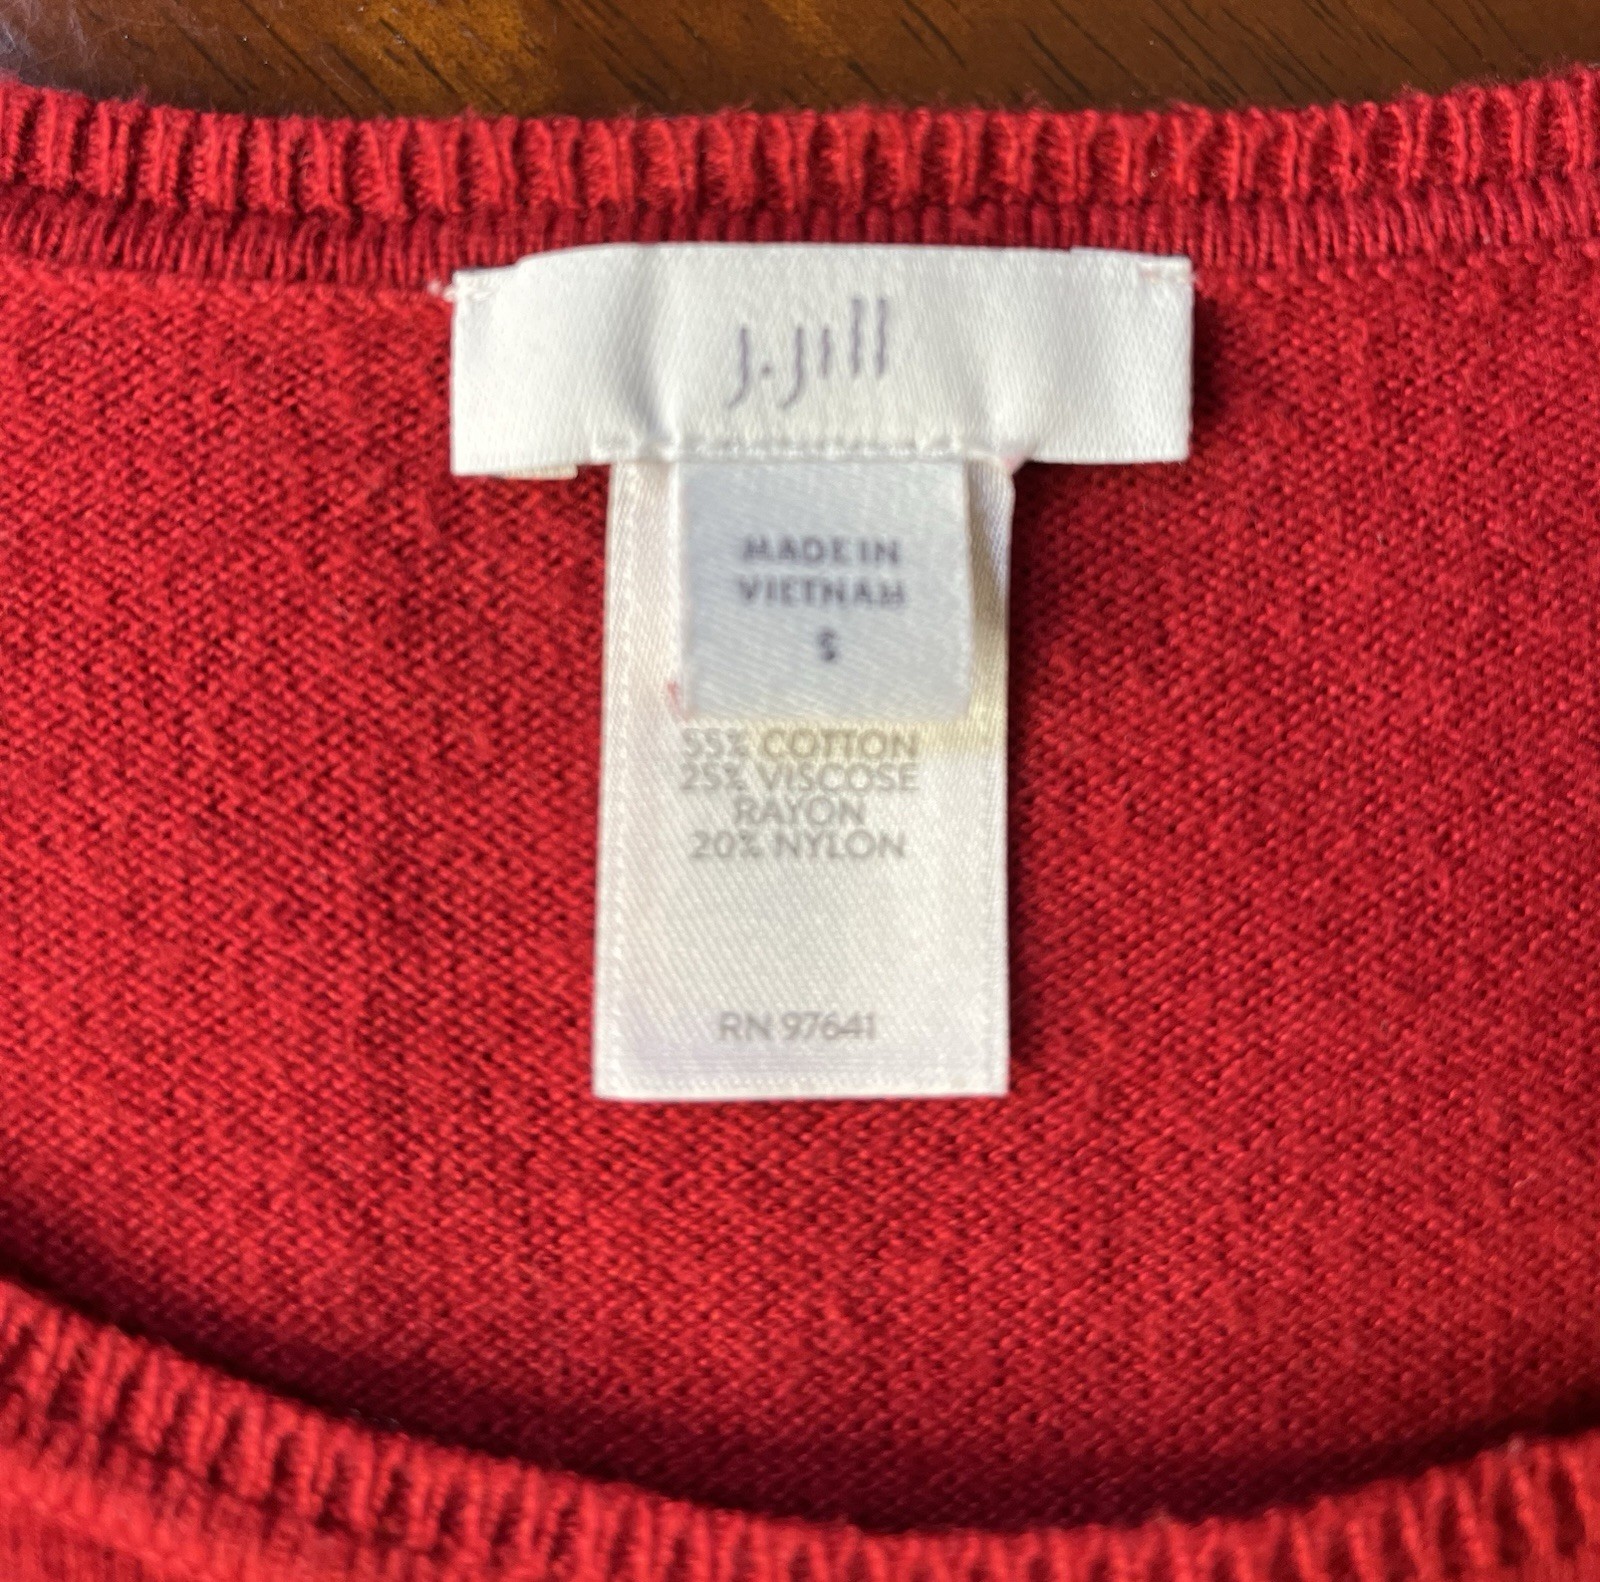 J.Jill
MADE IN
VIETNAM
S
55% COTTON
25% VISCOSE
RAYON
20% NYLON
RN 97641